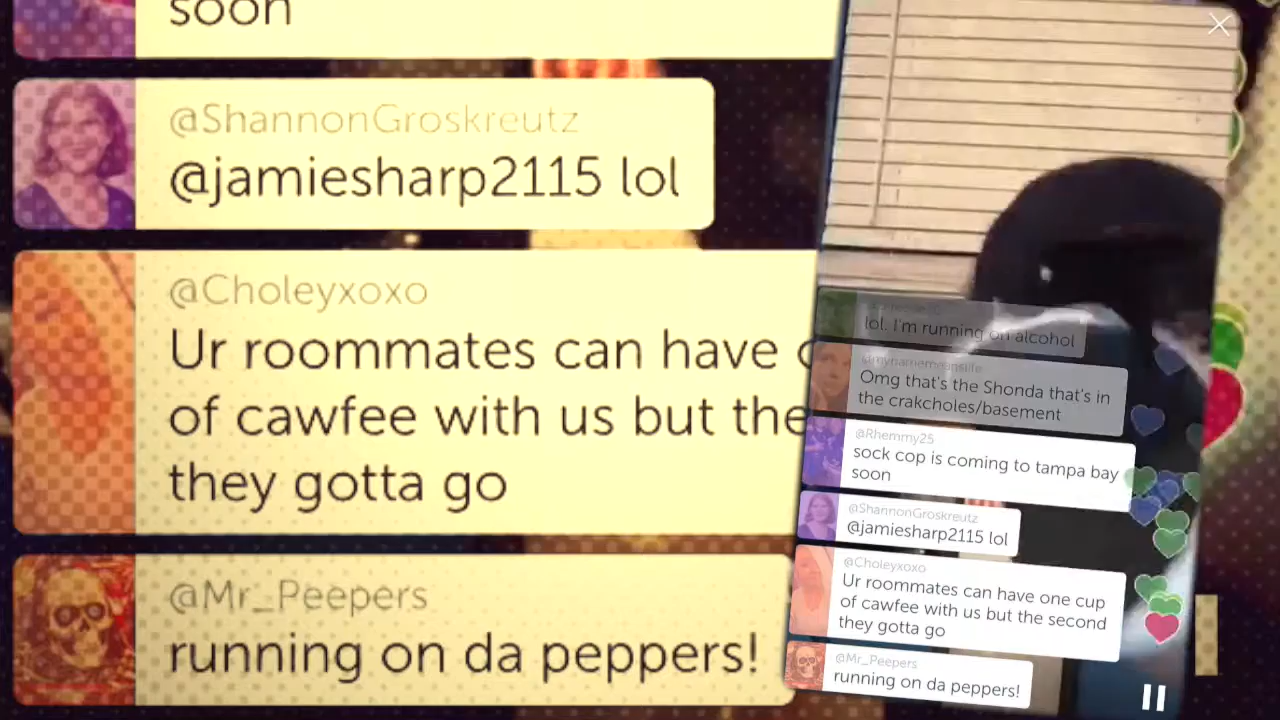 soon
@ShannonGroskreutz
@jamiesharp2115 lol
@Choleyxoxo
Ur roommates can have
of cawfee with us but the
they gotta go
@Mr_Peepers
running on da peppers!
lol. I'm running on alcohol
Omg that's the Shonda that's in
the crakcholes/basement
@Rhemmy25
sock cop is coming to tampa bay
soon
@ShannonGroskreutz
@jamiesharp2115 lol
@Choleyxoxo
Ur roommates can have one cup
of cawfee with us but the second
they gotta go
@Mr_Peepers
running on da peppers!